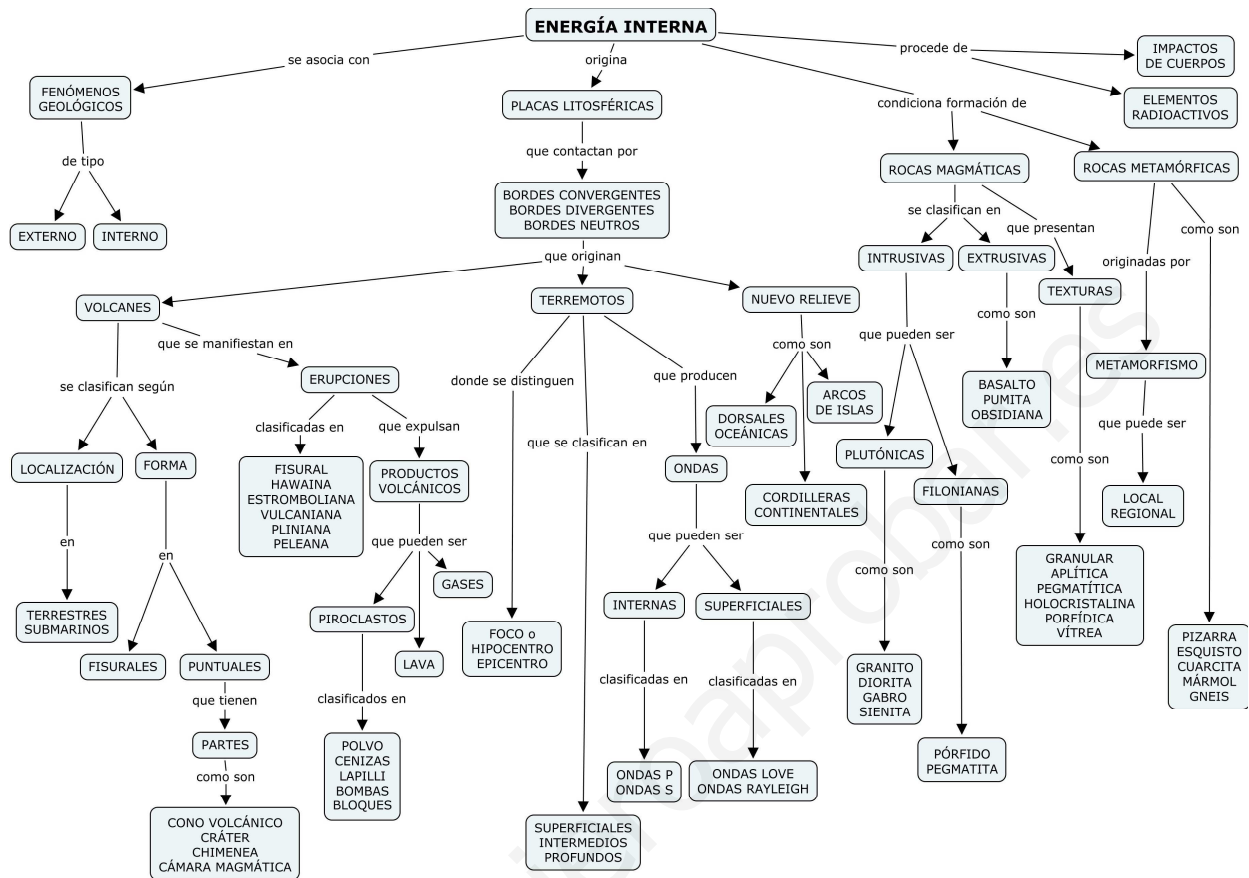 ENERGÍA INTERNA
se asocia con
origina
procede de
condiciona formación de
IMPACTOS
DE CUERPOS
ELEMENTOS
RADIOACTIVOS
FENÓMENOS
GEOLÓGICOS
de tipo
EXTERNO
INTERNO
PLACAS LITOSFÉRICAS
que contactan por
BORDES CONVERGENTES
BORDES DIVERGENTES
BORDES NEUTROS
que originan
VOLCANES
se clasifican según
que se manifiestan en
LOCALIZACIÓN
en
TERRESTRES
SUBMARINOS
FORMA
en
FISURALES
PUNTUALES
que tienen
PARTES
como son
CONO VOLCÁNICO
CRÁTER
CHIMENEA
CÁMARA MAGMÁTICA
ERUPCIONES
clasificadas en
FISURAL
HAWAINA
ESTROMBOLIANA
VULCANIANA
PLINIANA
PELEANA
que expulsan
PRODUCTOS
VOLCÁNICOS
que pueden ser
PIROCLASTOS
LAVA
GASES
clasificados en
POLVO
CENIZAS
LAPILLI
BOMBAS
BLOQUES
TERREMOTOS
donde se distinguen
FOCO o
HIPOCENTRO
EPICENTRO
que se clasifican en
SUPERFICIALES
INTERMEDIOS
PROFUNDOS
que producen
ONDAS
que pueden ser
INTERNAS
clasificadas en
ONDAS P
ONDAS S
SUPERFICIALES
clasificadas en
ONDAS LOVE
ONDAS RAYLEIGH
NUEVO RELIEVE
como son
DORSALES
OCEÁNICAS
ARCOS
DE ISLAS
CORDILLERAS
CONTINENTALES
ROCAS MAGMÁTICAS
se clasifican en
que presentan
INTRUSIVAS
que pueden ser
PLUTÓNICAS
como son
GRANITO
DIORITA
GABRO
SIENITA
FILONIANAS
como son
PÓRFIDO
PEGMATITA
EXTRUSIVAS
como son
BASALTO
PUMITA
OBSIDIANA
TEXTURAS
como son
GRANULAR
APLÍTICA
PEGMATÍTICA
HOLOCRISTALINA
PORFÍDICA
VÍTREA
ROCAS METAMÓRFICAS
originadas por
METAMORFISMO
que puede ser
LOCAL
REGIONAL
como son
PIZARRA
ESQUISTO
CUARCITA
MÁRMOL
GNEIS